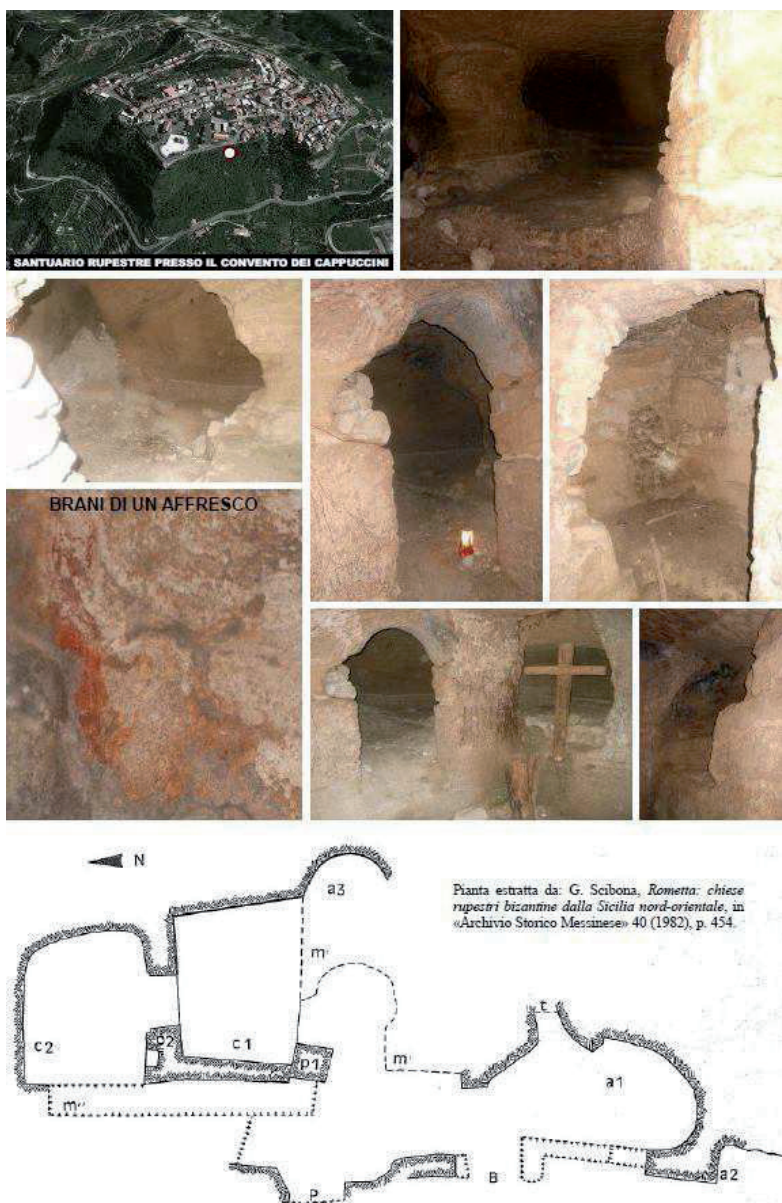 SANTUARIO RUPESTRE PRESSO IL CONVENTO DEI CAPPUCCINI
BRANI DI UN AFFRESCO
N
a3
Pianta estratta da: G. Scibona, Rometta: chiese
rupestri bizantine dalla Sicilia nord-orientale, in
«Archivio Storico Messinese» 40 (1982), p. 454.
m'
c2
p2
c1
p1
m
t
a1
m''
P
B
a2